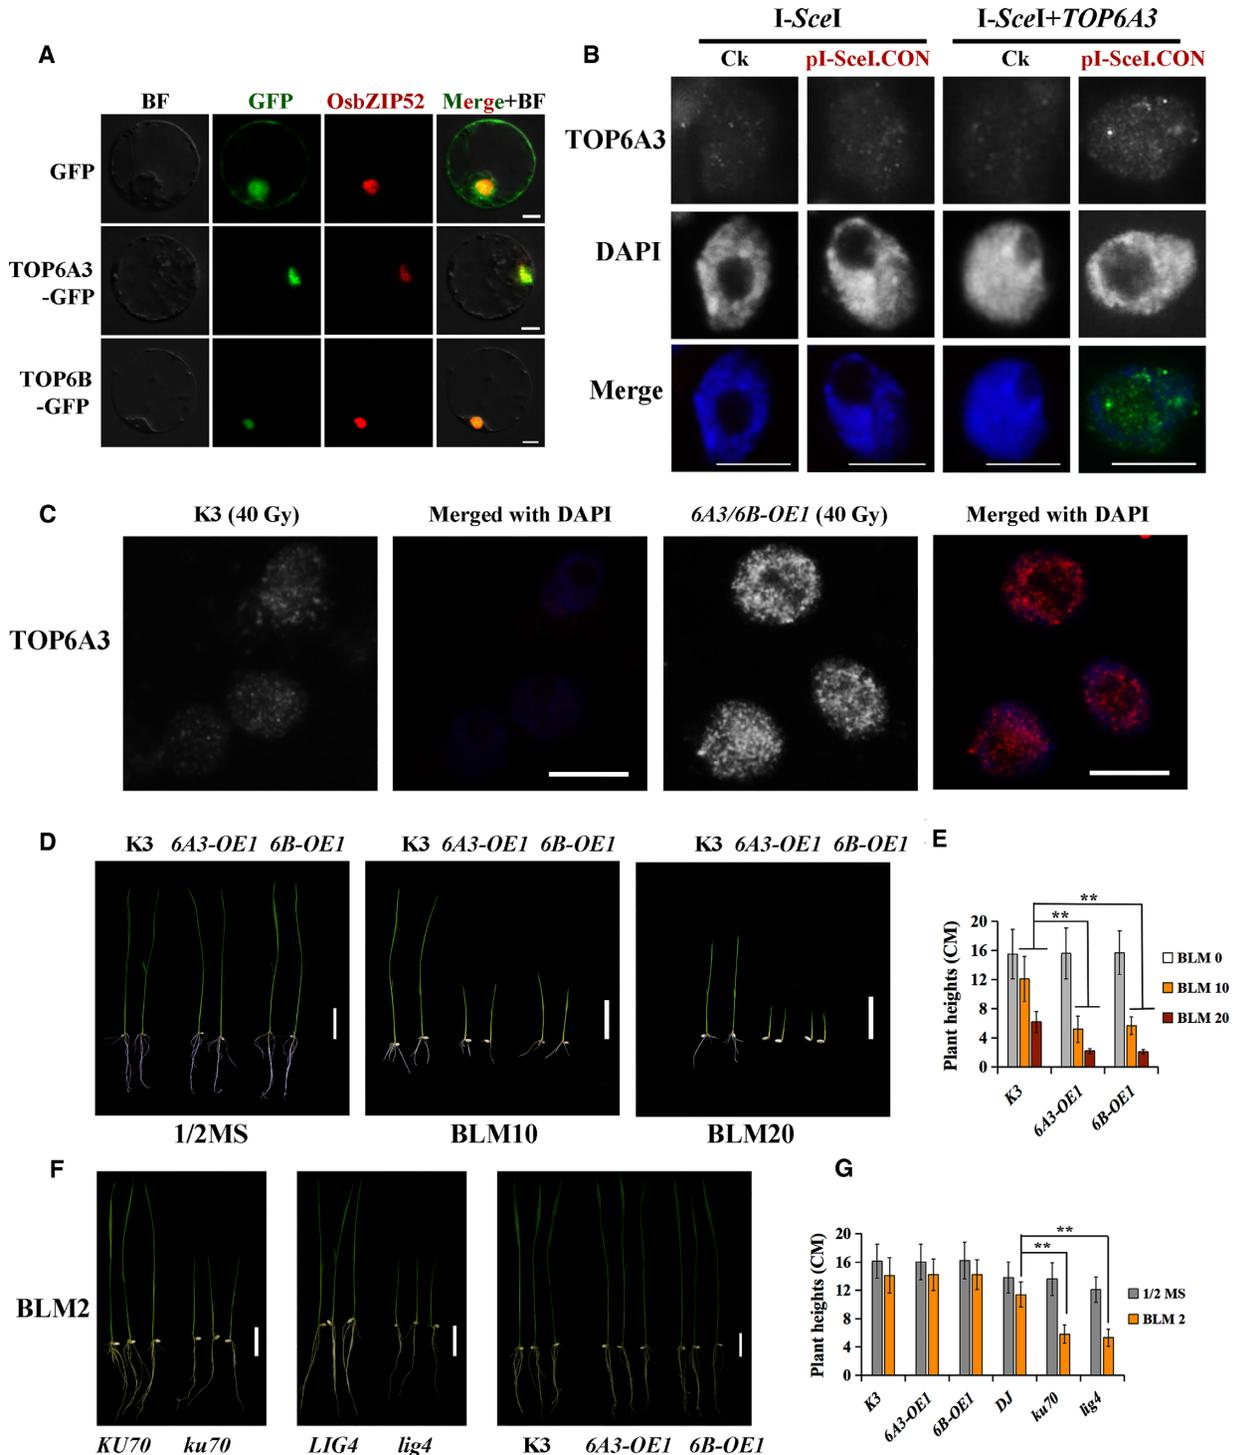 A
BF GFP OsbZIP52 Merge+BF
GFP
TOP6A3
-GFP
TOP6B
-GFP
B
I-SceI I-SceI+TOP6A3
Ck pI-SceI.CON Ck pI-SceI.CON
TOP6A3
DAPI
Merge
C
K3 (40 Gy) Merged with DAPI 6A3/6B-OE1 (40 Gy) Merged with DAPI
TOP6A3
D
K3 6A3-OE1 6B-OE1 K3 6A3-OE1 6B-OE1 K3 6A3-OE1 6B-OE1
1/2MS BLM10 BLM20
E
Plant heights (CM)
20
16
12
8
4
0
**
**
K3 6A3-OE1 6B-OE1
BLM 0
BLM 10
BLM 20
F
BLM2
KU70 ku70 LIG4 lig4 K3 6A3-OE1 6B-OE1
G
Plant heights (CM)
20
16
12
8
4
0
**
**
K3 6A3-OE1 6B-OE1 DJ ku70 lig4
1/2 MS
BLM 2